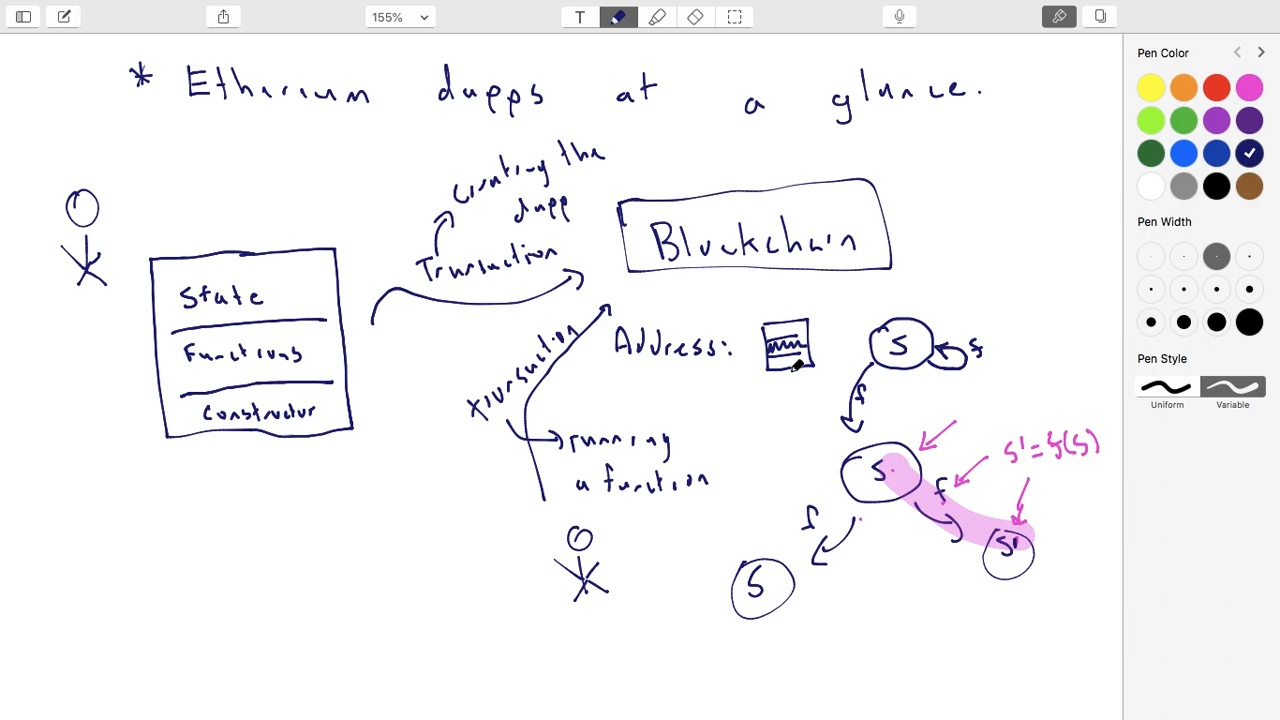 155%
T
* Etharium dapps at a glance.
Pen Color
creating the
dapp
Transaction
Blockchain
State
Functions
Constructor
Address:
Transaction
running
a function
S
f
f
S
f
S'
S' = f(S)
f
S
Pen Width
Pen Style
Uniform
Variable